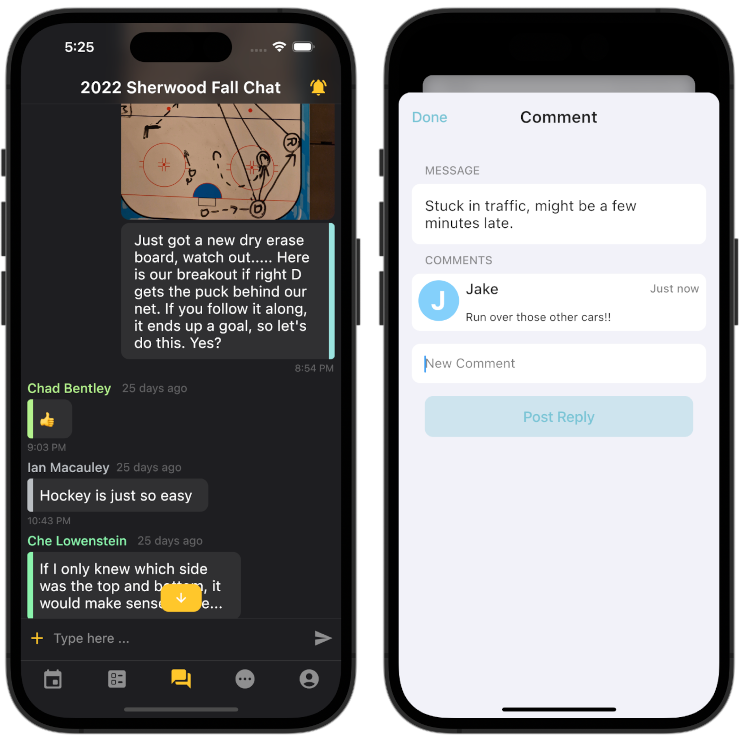 5:25
2022 Sherwood Fall Chat
R
C
D2
D
Just got a new dry erase
board, watch out..... Here
is our breakout if right D
gets the puck behind our
net. If you follow it along,
it ends up a goal, so let's
do this. Yes?
8:54 PM
Chad Bentley 25 days ago
👍
9:03 PM
Ian Macauley 25 days ago
Hockey is just so easy
10:43 PM
Che Lowenstein 25 days ago
If I only knew which side
was the top and bottom, it
would make sense
Type here ...
Done
Comment
MESSAGE
Stuck in traffic, might be a few
minutes late.
COMMENTS
J
Jake
Just now
Run over those other cars!!
New Comment
Post Reply